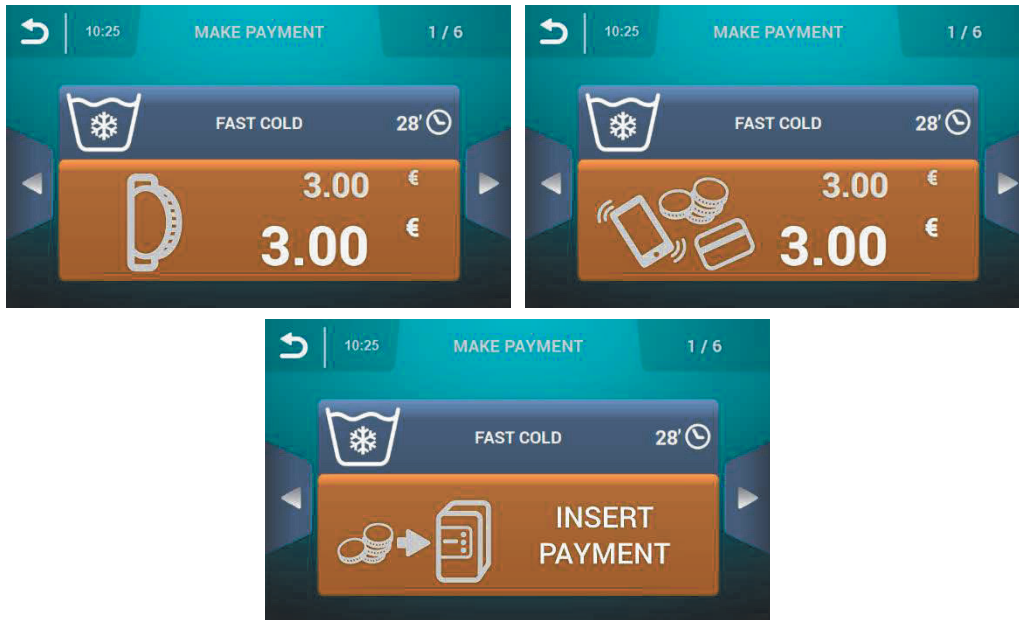 10:25 MAKE PAYMENT 1 / 6
FAST COLD 28'
3.00 €
3.00 €
10:25 MAKE PAYMENT 1 / 6
FAST COLD 28'
3.00 €
3.00 €
10:25 MAKE PAYMENT 1 / 6
FAST COLD 28'
INSERT
PAYMENT